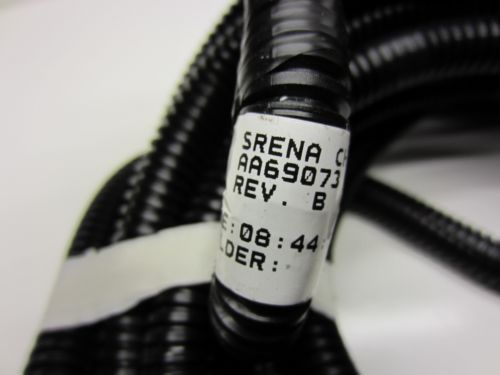 SRENA C
AA69073
REV. B
E:08:44
LDER: